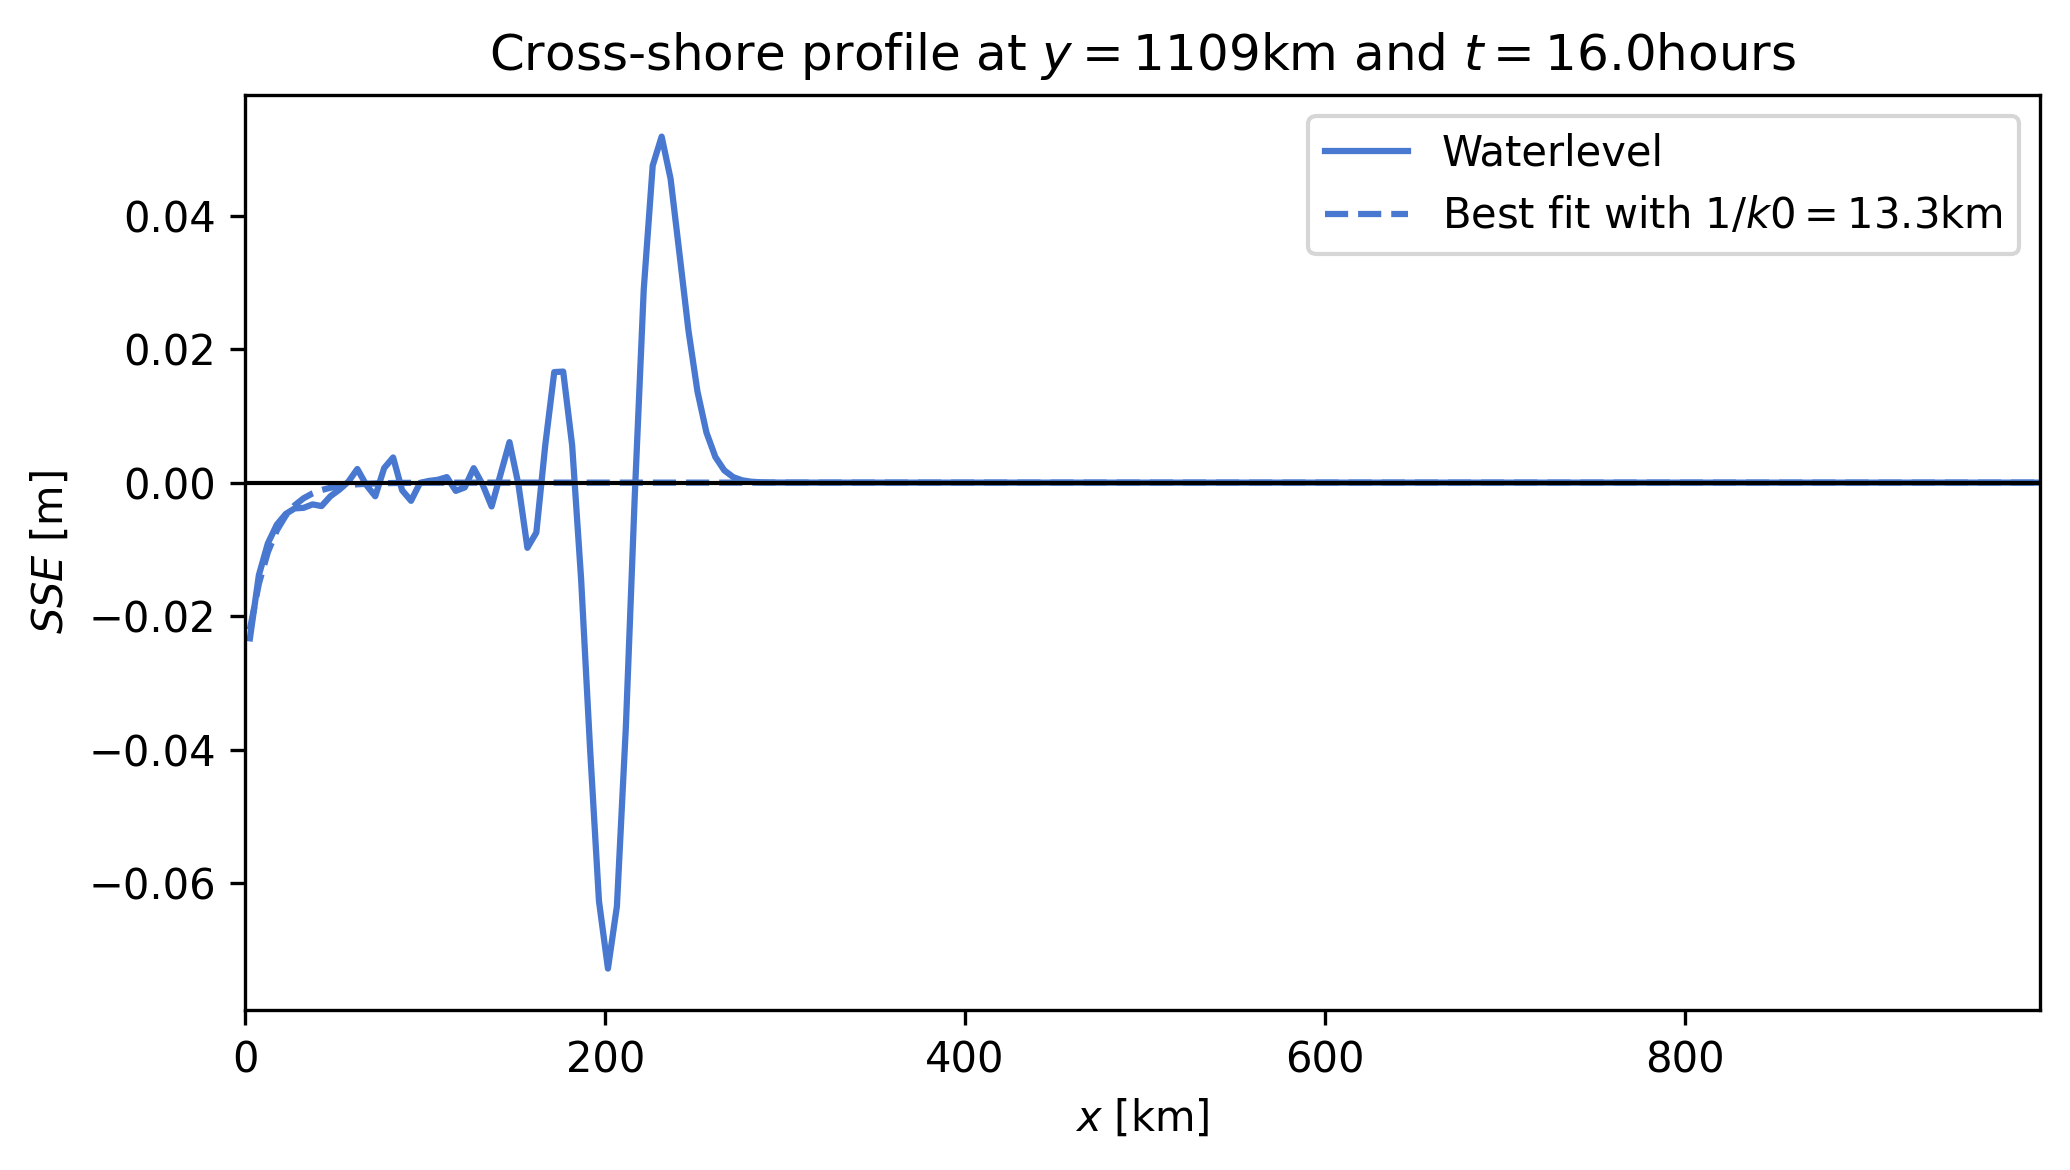 Cross-shore profile at y = 1109km and t = 16.0hours
Waterlevel
Best fit with 1/k0 = 13.3km
0.04
0.02
0.00
−0.02
−0.04
−0.06
SSE [m]
0 200 400 600 800
x [km]